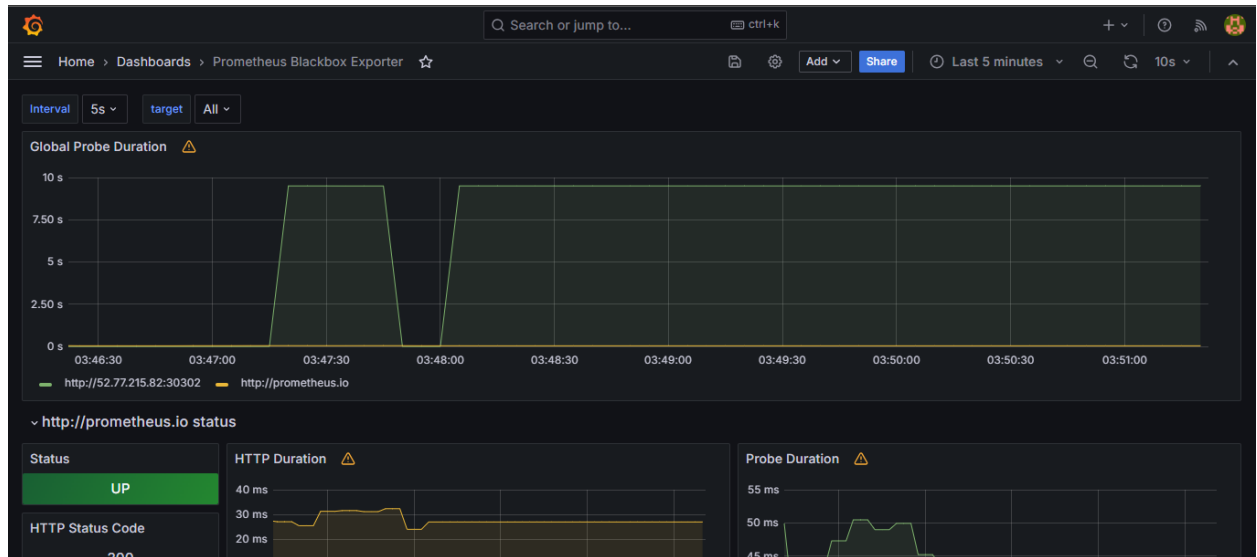 Search or jump to... ctrl+k
Home › Dashboards › Prometheus Blackbox Exporter Add Share Last 5 minutes 10s
Interval 5s target All
Global Probe Duration
10 s
7.50 s
5 s
2.50 s
0 s
03:46:30 03:47:00 03:47:30 03:48:00 03:48:30 03:49:00 03:49:30 03:50:00 03:50:30 03:51:00
http://52.77.215.82:30302 http://prometheus.io
http://prometheus.io status
Status HTTP Duration Probe Duration
UP
40 ms 55 ms
30 ms
HTTP Status Code 50 ms
20 ms
200 45 ms